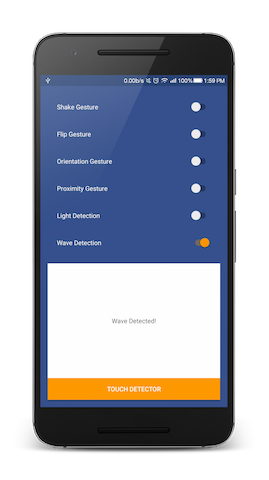 0.00b/s 100% 1:59 PM
Shake Gesture
Flip Gesture
Orientation Gesture
Proximity Gesture
Light Detection
Wave Detection
Wave Detected!
TOUCH DETECTOR